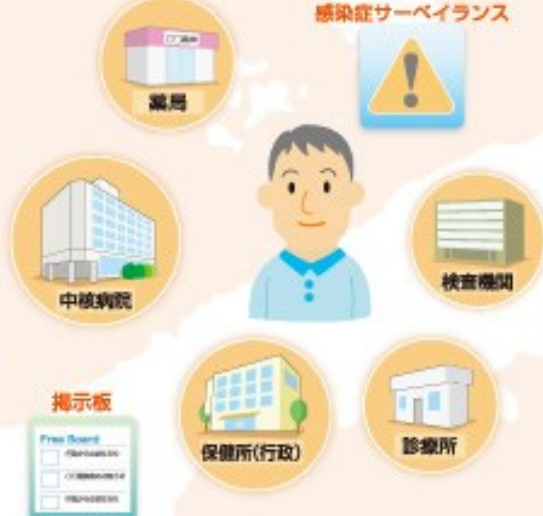 感染症サーベイランス
薬局
中核病院
検査機関
掲示板
Free Board
保健所(行政)
診療所